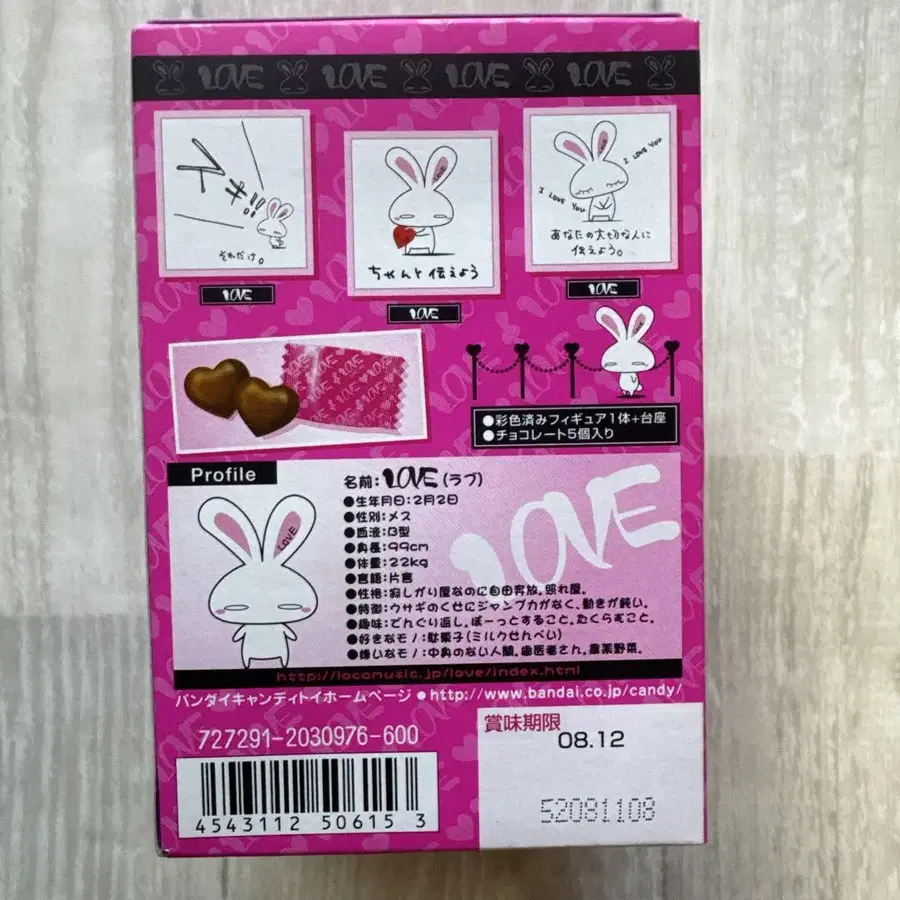 LOVE LOVE LOVE LOVE
スキ!!
それだけ。
LOVE
LOVE
ちゃんと伝えよう
LOVE
LOVE
I LOVE YOU
I LOVE YOU
あなたの大切な人に
伝えよう。
LOVE
LOVE
●彩色済みフィギュア1体+台座
●チョコレート5個入り
Profile
LOVE
名前:LOVE(ラブ)
●生年月日:2月2日
●性別:メス
●血液:B型
●身長:99cm
●体重:22kg
●言語:片言
●性格:寂しがり屋なのに自由奔放。照れ屋。
●特徴:ウサギのくせにジャンプ力がなく、動きが鈍い。
●趣味:でんぐり返し。ぼーっとすること。たくらむこと。
●好きなモノ:駄菓子(ミルクせんべい)
●嫌いなモノ:中身のない人間。歯医者さん。農薬野菜。
LOVE
http://locomusic.jp/love/index.html
バンダイキャンディトイホームページ ●http://www.bandai.co.jp/candy/
727291-2030976-600
4543112 50615 3
賞味期限
08.12
52081108